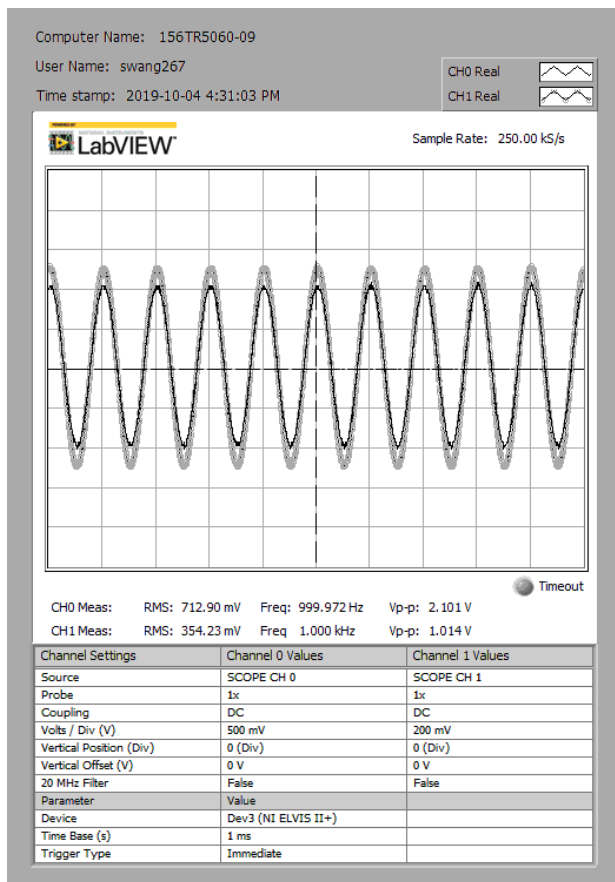 Computer Name: 156TR5060-09
User Name: swang267
Time stamp: 2019-10-04 4:31:03 PM
CH0 Real
CH1 Real
POWERED BY
NATIONAL INSTRUMENTS
LabVIEW™
Sample Rate: 250.00 kS/s
Timeout
CH0 Meas: RMS: 712.90 mV Freq: 999.972 Hz Vp-p: 2.101 V
CH1 Meas: RMS: 354.23 mV Freq 1.000 kHz Vp-p: 1.014 V
Channel Settings Channel 0 Values Channel 1 Values
Source SCOPE CH 0 SCOPE CH 1
Probe 1x 1x
Coupling DC DC
Volts / Div (V) 500 mV 200 mV
Vertical Position (Div) 0 (Div) 0 (Div)
Vertical Offset (V) 0 V 0 V
20 MHz Filter False False
Parameter Value
Device Dev3 (NI ELVIS II+)
Time Base (s) 1 ms
Trigger Type Immediate